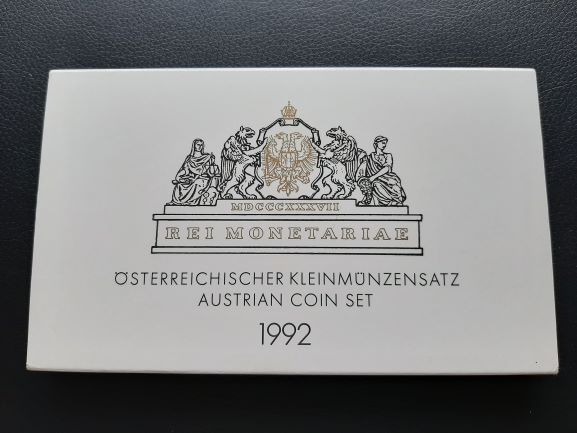 MDCCCXXXVII
REI MONETARIAE
ÖSTERREICHISCHER KLEINMÜNZENSATZ
AUSTRIAN COIN SET
1992